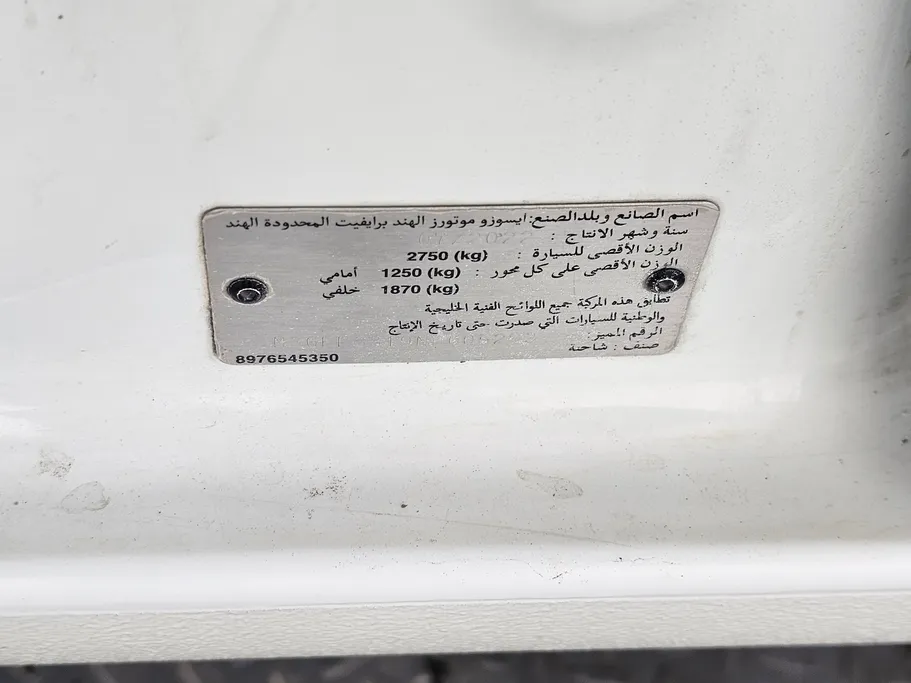 اسم الصانع وبلدالصنع: ايسوزو موتورز الهند برايفيت المحدودة الهند
سنة وشهر الانتاج :
الوزن الأقصى للسيارة : 2750 (kg)
الوزن الأقصى على كل محور : 1250 (kg) أمامي
1870 (kg) خلفي
تطابق هذه المركبة جميع اللوائح الفنية الخليجية
والوطنية للسيارات التي صدرت حتى تاريخ الإنتاج
الرقم المميز:
صنف : شاحنة
8976545350